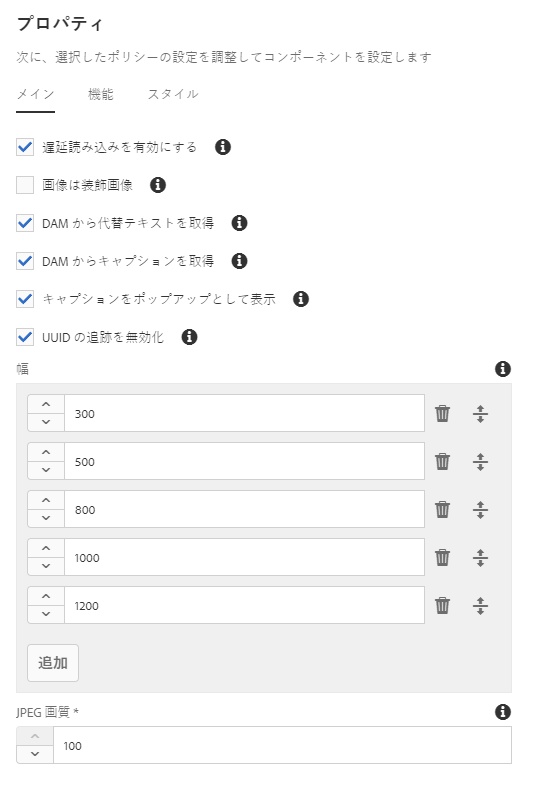 プロパティ
次に、選択したポリシーの設定を調整してコンポーネントを設定します
メイン 機能 スタイル
遅延読み込みを有効にする
画像は装飾画像
DAM から代替テキストを取得
DAM からキャプションを取得
キャプションをポップアップとして表示
UUID の追跡を無効化
幅
300
500
800
1000
1200
追加
JPEG 画質 *
100